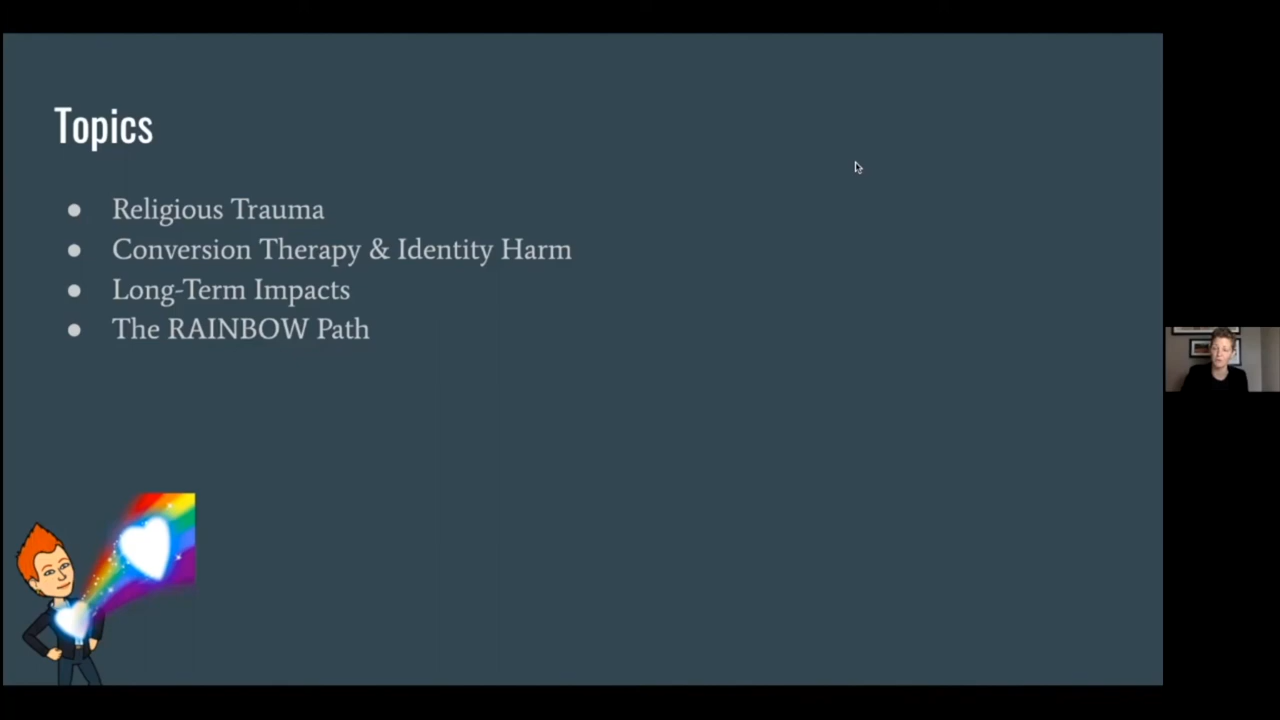 Topics
● Religious Trauma
● Conversion Therapy & Identity Harm
● Long-Term Impacts
● The RAINBOW Path